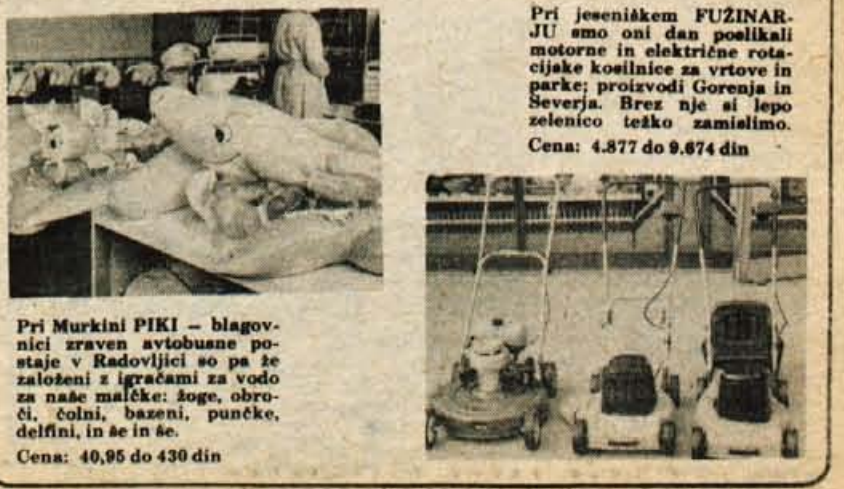 Pri jeseniškem FUŽINAR-
JU smo oni dan poslikali
motorne in električne rota-
cijske kosilnice za vrtove in
parke; proizvodi Gorenja in
Severja. Brez nje si lepo
zelenico težko zamislimo.
Cena: 4.877 do 9.674 din
Pri Murkini PIKI – blagov-
nici zraven avtobusne po-
staje v Radovljici so pa že
založeni z igračami za vodo
za naše malčke: žoge, obro-
či, čolni, bazeni, punčke,
delfini, in še in še.
Cena: 40,95 do 430 din